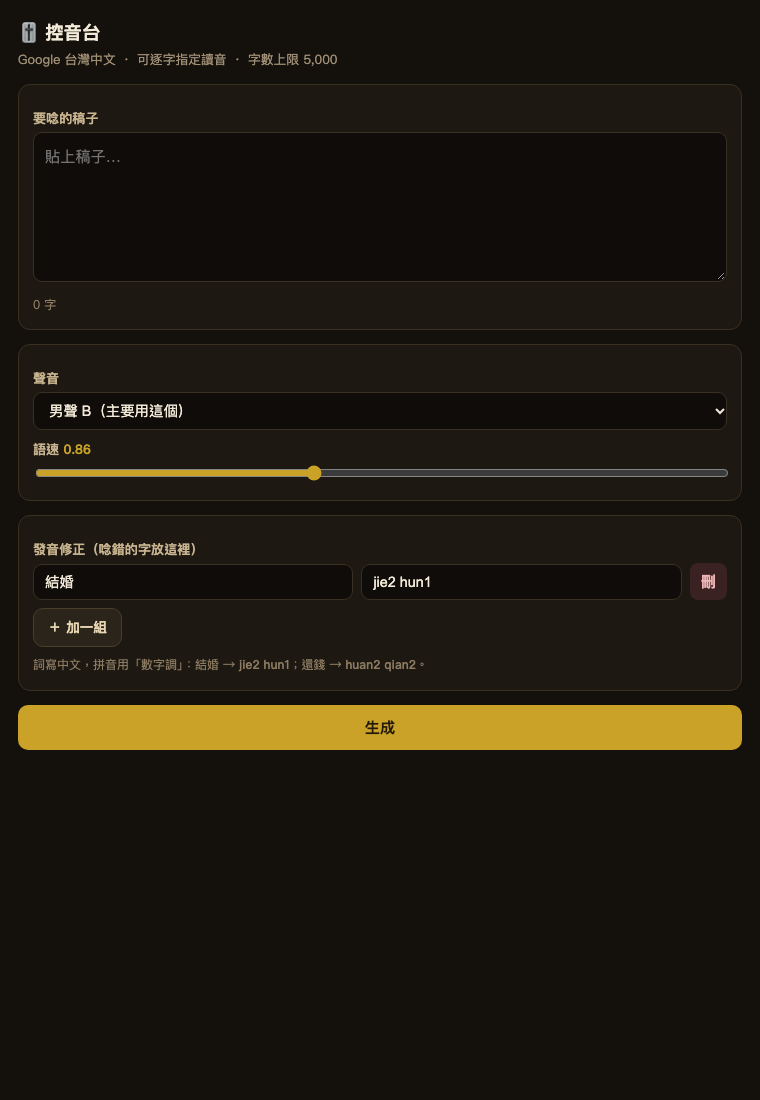 控音台
Google 台灣中文 · 可逐字指定讀音 · 字數上限 5,000
要唸的稿子
貼上稿子…
0 字
聲音
男聲 B（主要用這個）
語速 0.86
發音修正（唸錯的字放這裡）
結婚 jie2 hun1 刪
＋ 加一組
詞寫中文，拼音用「數字調」：結婚 → jie2 hun1；還錢 → huan2 qian2。
生成